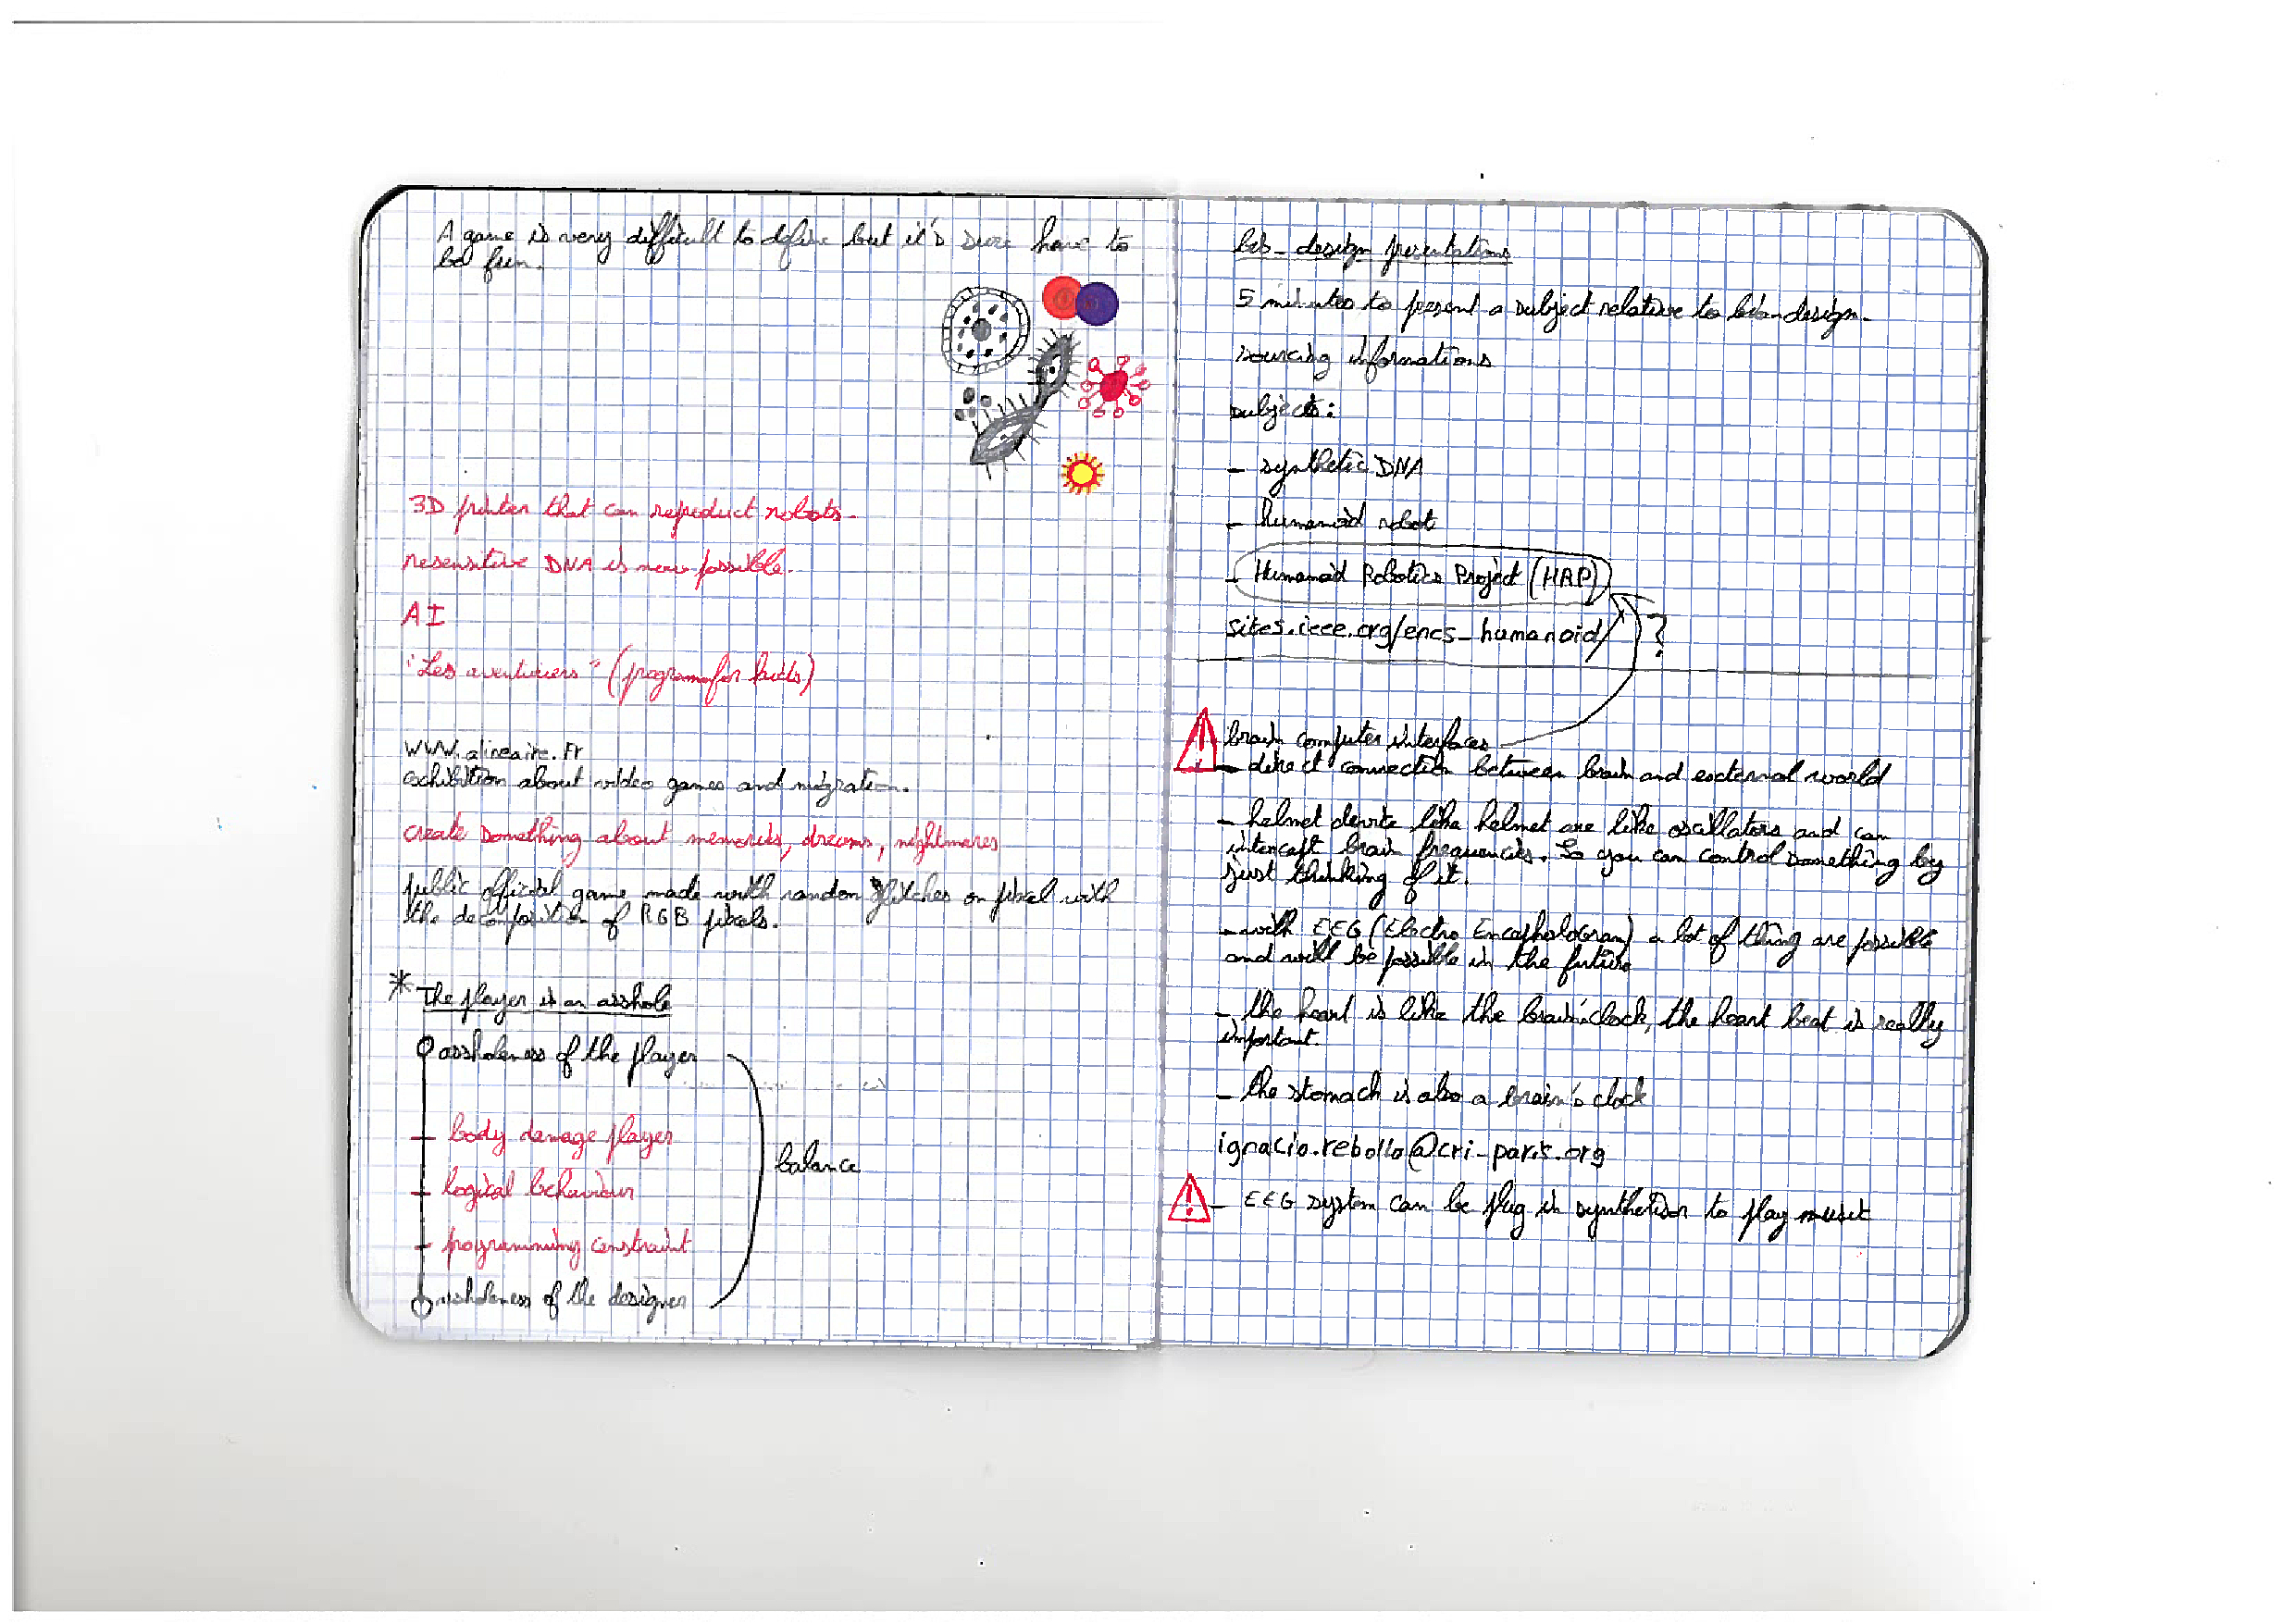 A game is very difficult to define but it's sure have to
be fun.
3D printer that can reproduct robots.
resensitive DNA is now possible.
AI
"Les aventuriers" (program for kids)
www.alineaire.fr
exhibition about video games and migration.
create something about memories, dreams, nightmares
public official game made with random glitches on pixel with
the decomposition of RGB pixels.
* The player is an asshole
assholeness of the player
- body damage player
- logical behaviour
balance
- programming constraint
assholeness of the designer
bio-design presentations
5 minutes to present a subject relative to bio-design.
sourcing informations
subjects:
- synthetic DNA
- humanoid robot
- Humanoid Robotics Project (HRP)
sites.ieee.org/encs-humanoid/
?
brain computer interfaces
- direct connection between brain and external world
- helmet device like helmet are like oscillators and can
intercept brain frequencies. So you can control something by
just thinking of it.
- with EEG (Electro EncephaloGram) a lot of thing are possible
and will be possible in the future
- the heart is like the brain's clock, the heart beat is really
important.
- the stomach is also a brain's clock
ignacio.rebollo@cri-paris.org
- EEG system can be plug in synthetisor to play music